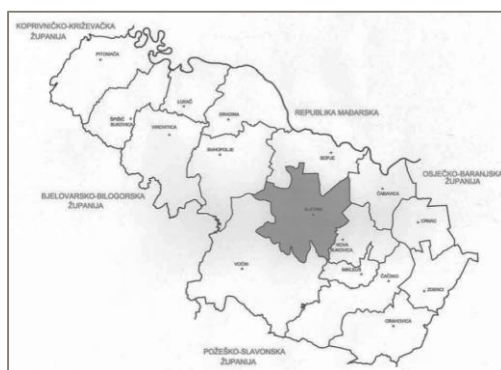 KOPRIVNIČKO-KRIŽEVAČKA
ŽUPANIJA
PITOMAČA
LUKAČ
GRADINA
ŠPIŠIĆ
BUKOVICA
VIROVITICA
REPUBLIKA MAĐARSKA
SUHOPOLJE
SOPJE
OSJEČKO-BARANJSKA
ŽUPANIJA
ČAĐAVICA
BJELOVARSKO-BILOGORSKA
ŽUPANIJA
SLATINA
CRNAC
NOVA
BUKOVICA
VOĆIN
MIKLEUŠ
ČAČINCI
ZDENCI
ORAHOVICA
POŽEŠKO-SLAVONSKA
ŽUPANIJA